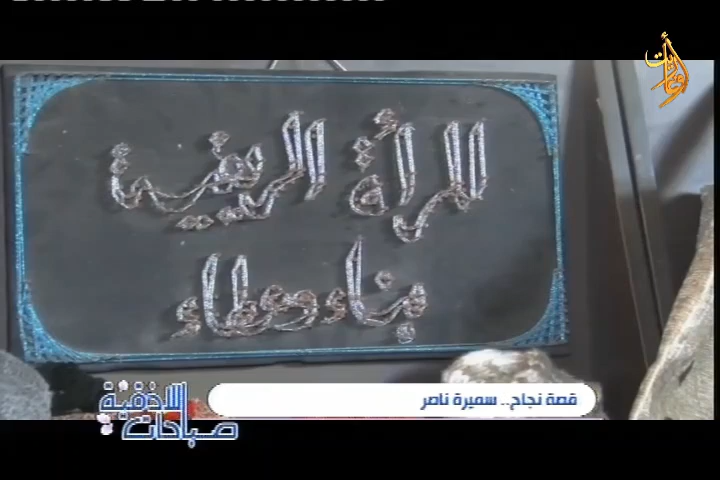 المرأة الريفية
بناء وعطاء
قصة نجاح.. سميرة ناصر
صباحات اللاذقية